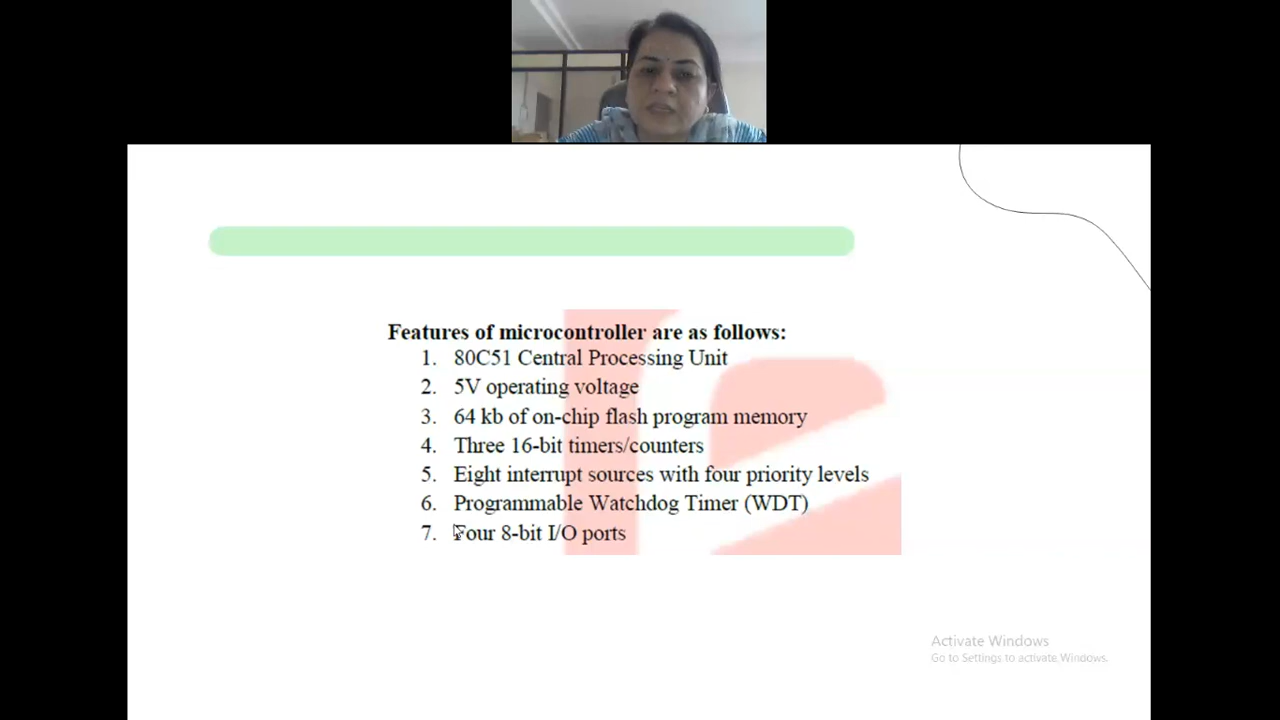 Features of microcontroller are as follows:
1. 80C51 Central Processing Unit
2. 5V operating voltage
3. 64 kb of on-chip flash program memory
4. Three 16-bit timers/counters
5. Eight interrupt sources with four priority levels
6. Programmable Watchdog Timer (WDT)
7. Four 8-bit I/O ports
Activate Windows
Go to Settings to activate Windows.